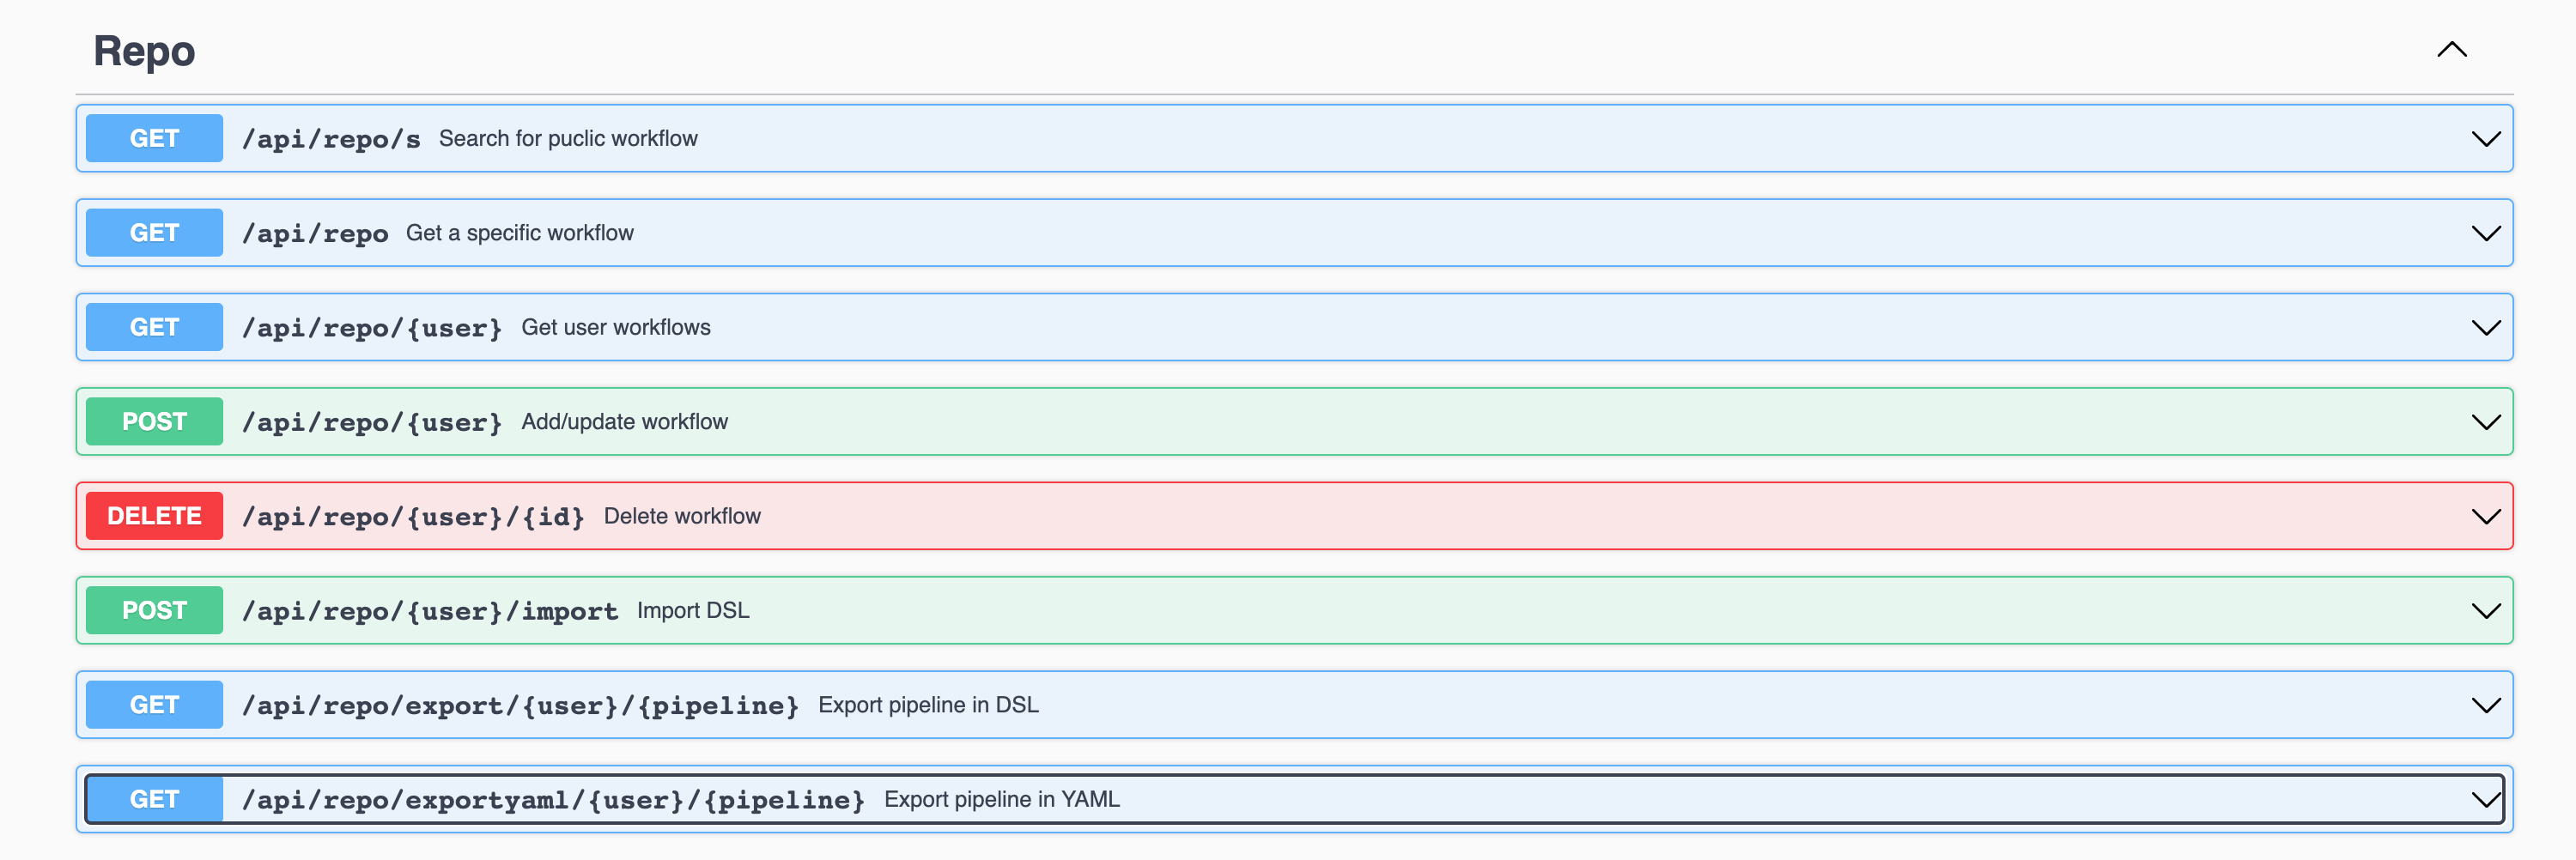 Repo
GET /api/repo/s Search for puclic workflow
GET /api/repo Get a specific workflow
GET /api/repo/{user} Get user workflows
POST /api/repo/{user} Add/update workflow
DELETE /api/repo/{user}/{id} Delete workflow
POST /api/repo/{user}/import Import DSL
GET /api/repo/export/{user}/{pipeline} Export pipeline in DSL
GET /api/repo/exportyaml/{user}/{pipeline} Export pipeline in YAML